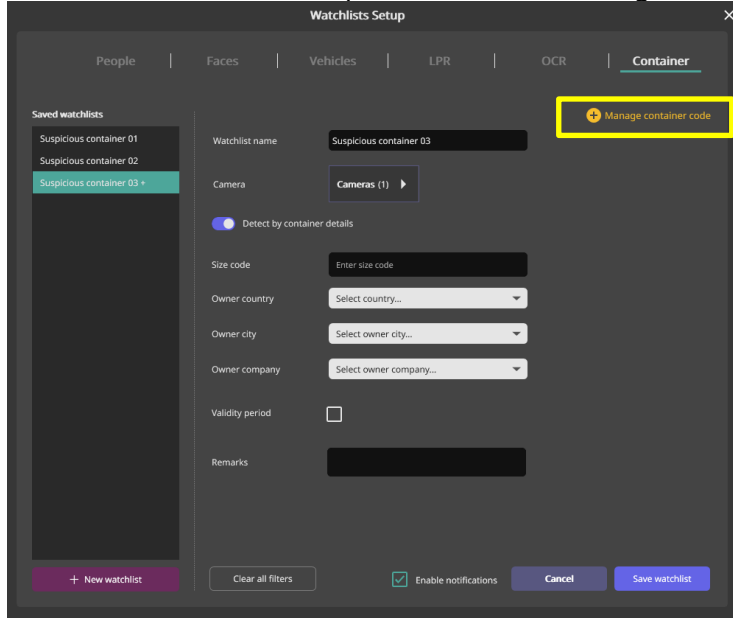 Watchlists Setup
People
Faces
Vehicles
LPR
OCR
Container
Saved watchlists
Suspicious container 01
Suspicious container 02
Suspicious container 03 +
+ New watchlist
Manage container code
Watchlist name
Suspicious container 03
Camera
Cameras (1)
Detect by container details
Size code
Enter size code
Owner country
Select country...
Owner city
Select owner city...
Owner company
Select owner company...
Validity period
Remarks
Clear all filters
Enable notifications
Cancel
Save watchlist